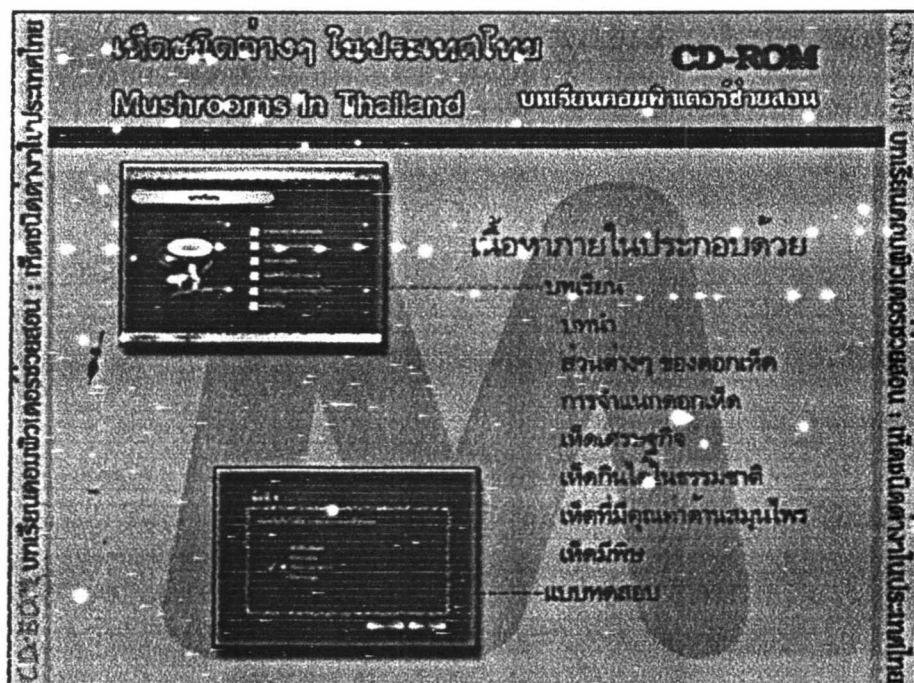 เห็ดชนิดต่างๆ ในประเทศไทย
CD-ROM
Mushrooms in Thailand
บทเรียนคอมพิวเตอร์ช่วยสอน
เนื้อหาภายในประกอบด้วย
บทเรียน
บทนำ
ส่วนต่างๆ ของดอกเห็ด
การจำแนกดอกเห็ด
เห็ดเศรษฐกิจ
เห็ดกินได้ในธรรมชาติ
เห็ดที่มีคุณค่าด้านสมุนไพร
เห็ดมีพิษ
แบบทดสอบ
CD-ROM บทเรียนคอมพิวเตอร์ช่วยสอน : เห็ดชนิดต่างๆในประเทศไทย
CD-ROM บทเรียนคอมพิวเตอร์ช่วยสอน : เห็ดชนิดต่างๆในประเทศไทย